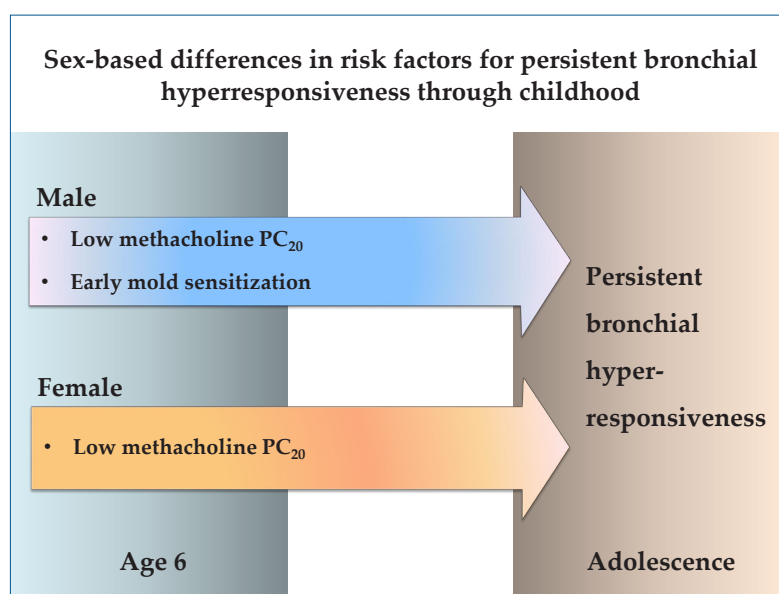 Sex-based differences in risk factors for persistent bronchial
hyperresponsiveness through childhood
Male
• Low methacholine PC₂₀
• Early mold sensitization
Female
• Low methacholine PC₂₀
Persistent
bronchial
hyper-
responsiveness
Age 6
Adolescence